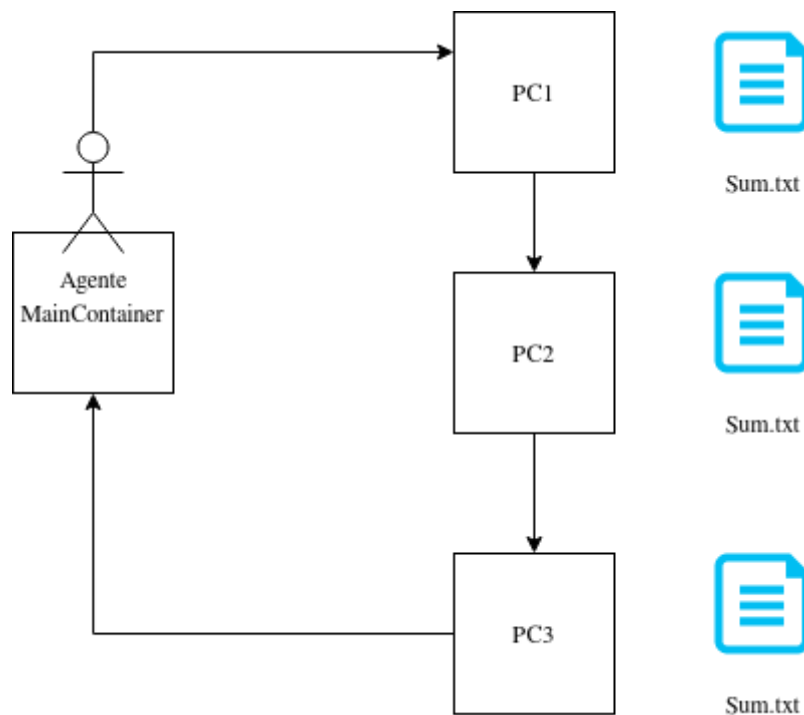 PC1
Sum.txt
Agente
MainContainer
PC2
Sum.txt
PC3
Sum.txt